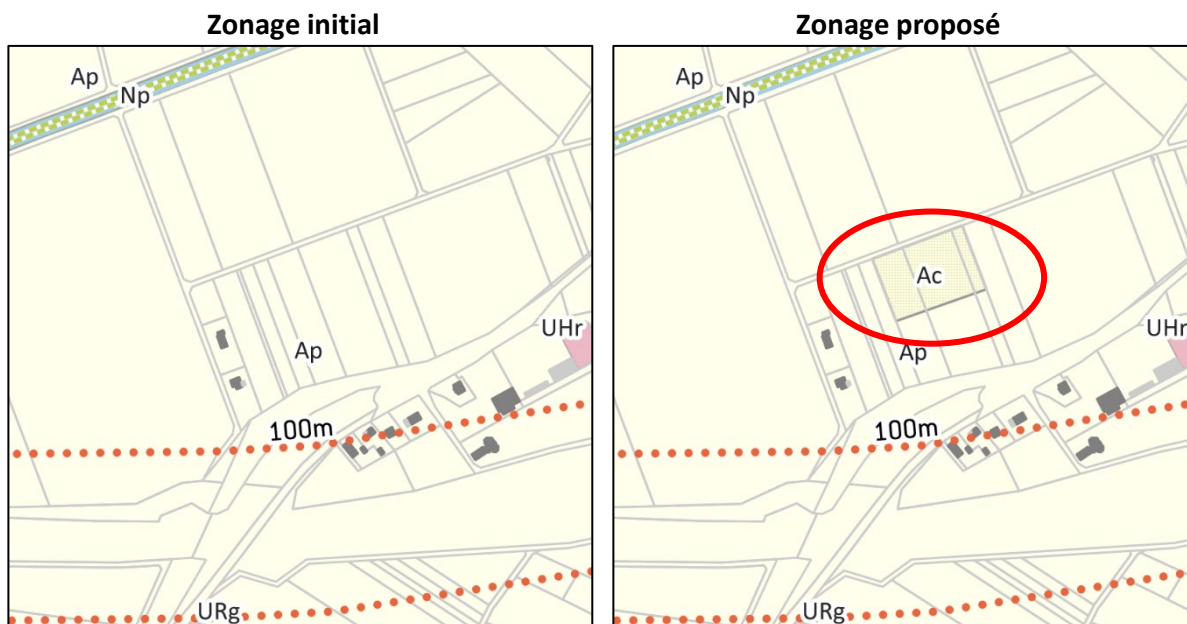 Zonage initial
Ap
Np
UHr
Ap
100m
URg
Zonage proposé
Ap
Np
Ac
UHr
Ap
100m
URg